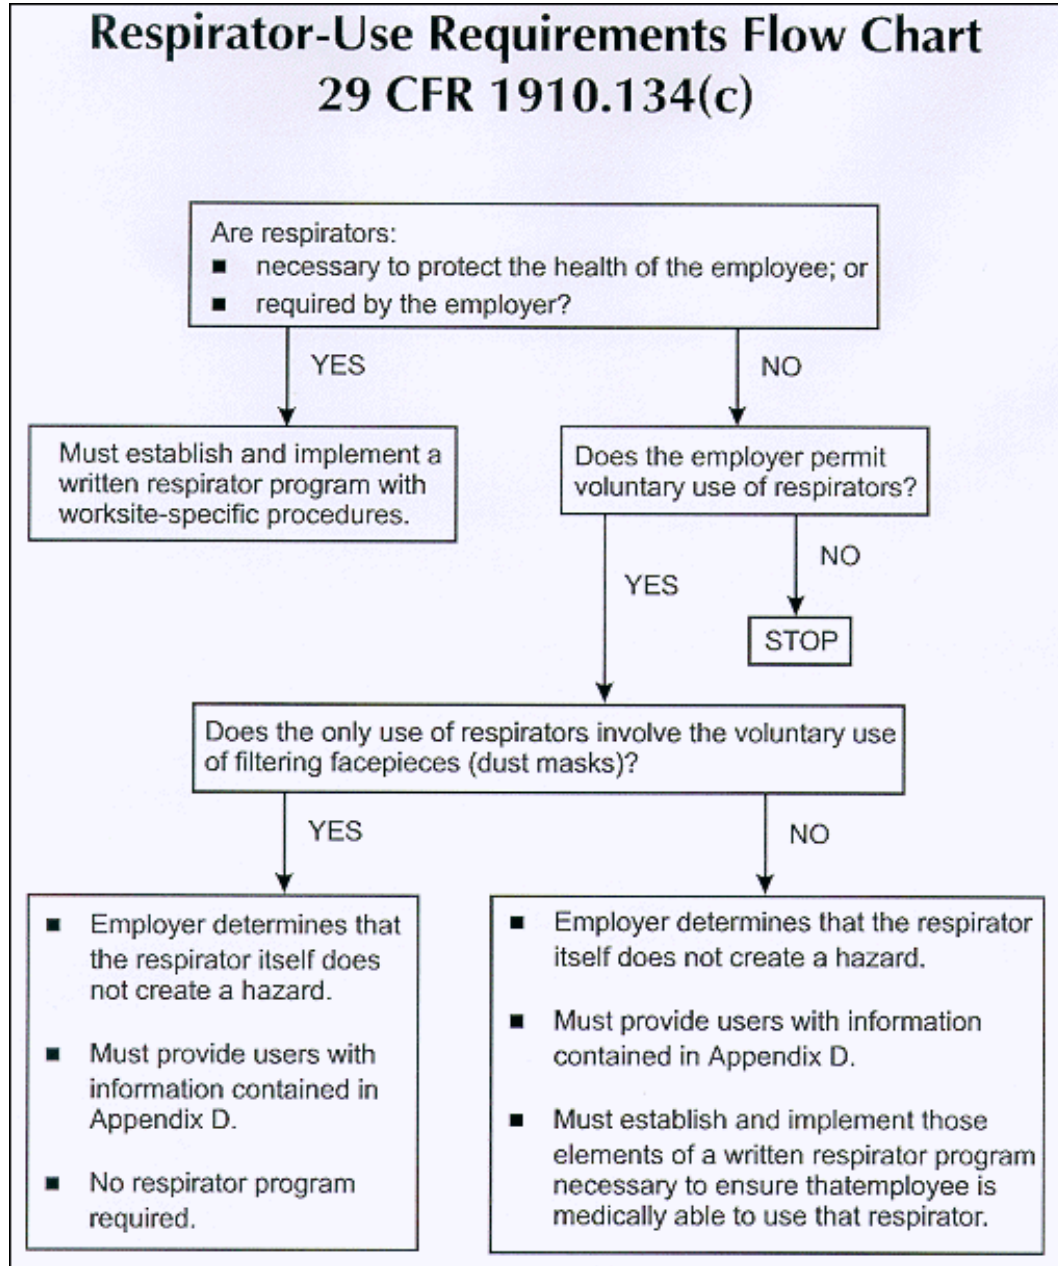 Respirator-Use Requirements Flow Chart
29 CFR 1910.134(c)
Are respirators:
■ necessary to protect the health of the employee; or
■ required by the employer?
YES
NO
Must establish and implement a
written respirator program with
worksite-specific procedures.
Does the employer permit
voluntary use of respirators?
YES
NO
STOP
Does the only use of respirators involve the voluntary use
of filtering facepieces (dust masks)?
YES
NO
■ Employer determines that
the respirator itself does
not create a hazard.
■ Must provide users with
information contained in
Appendix D.
■ No respirator program
required.
■ Employer determines that the respirator
itself does not create a hazard.
■ Must provide users with information
contained in Appendix D.
■ Must establish and implement those
elements of a written respirator program
necessary to ensure thatemployee is
medically able to use that respirator.